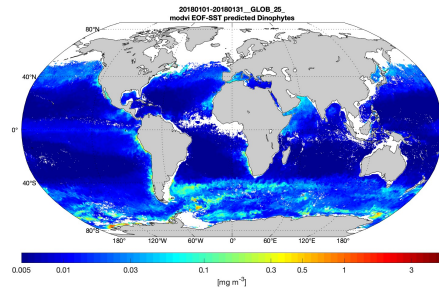 20180101-20180131__GLOB_25_
modvi EOF-SST predicted Dinophytes
80°N
40°N
0°
40°S
80°S
180° 120°W 60°W 0° 60°E 120°E 180°
0.005 0.01 0.03 0.1 0.3 0.5 1 3
[mg m⁻³]